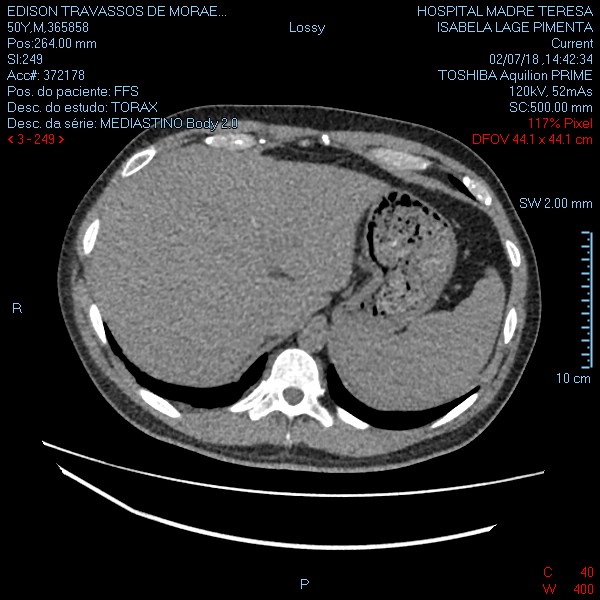 EDISON TRAVASSOS DE MORAE...
50Y,M,365858
Pos:264.00 mm
SI:249
Acc#: 372178
Pos. do paciente: FFS
Desc. do estudo: TORAX
Desc. da série: MEDIASTINO Body 2.0
< 3 - 249 >
Lossy
HOSPITAL MADRE TERESA
ISABELA LAGE PIMENTA
Current
02/07/18 ,14:42:34
TOSHIBA Aquilion PRIME
120kV, 52mAs
SC:500.00 mm
117% Pixel
DFOV 44.1 x 44.1 cm
SW 2.00 mm
R
10 cm
P
C 40
W 400